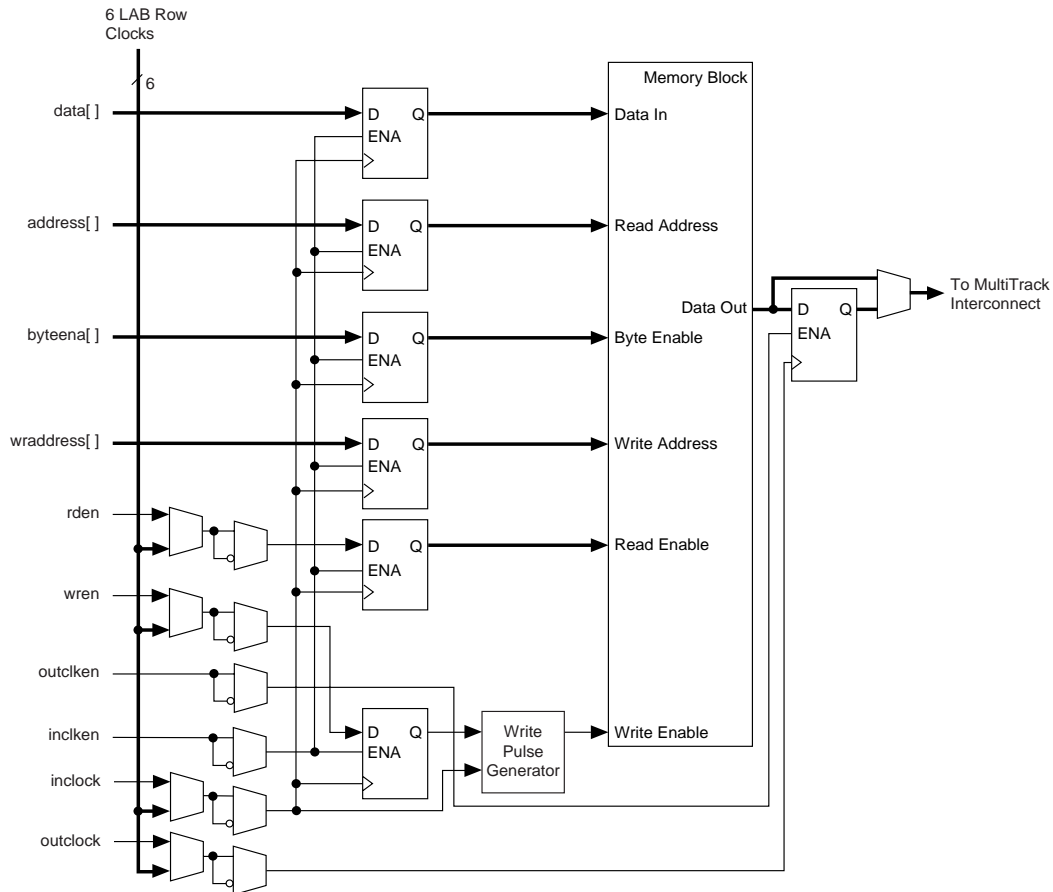 6 LAB Row
Clocks
6
Memory Block
data[ ]
D Q
ENA
Data In
address[ ]
D Q
ENA
Read Address
To MultiTrack
Interconnect
Data Out
D Q
ENA
byteena[ ]
D Q
ENA
Byte Enable
wraddress[ ]
D Q
ENA
Write Address
rden
D Q
ENA
Read Enable
wren
outclken
inclken
D Q
ENA
Write
Pulse
Generator
Write Enable
inclock
outclock